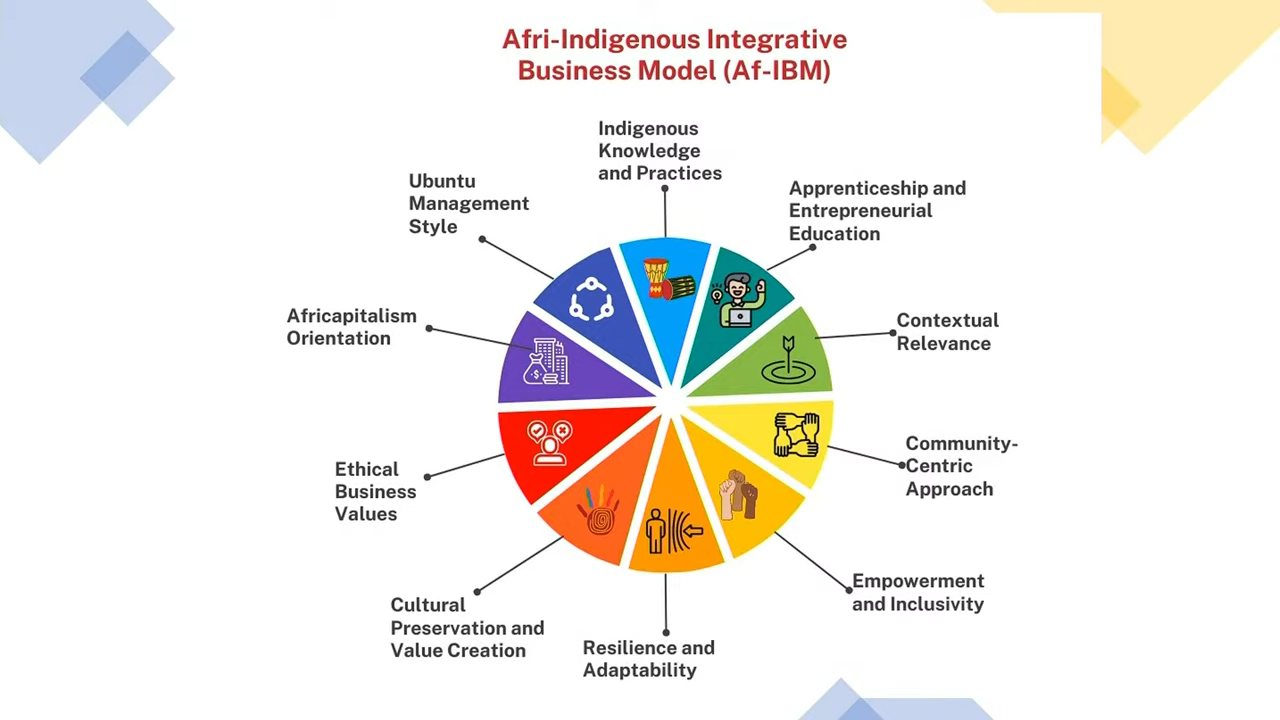 Afri-Indigenous Integrative
Business Model (Af-IBM)
Indigenous
Knowledge
and Practices
Apprenticeship and
Entrepreneurial
Education
Contextual
Relevance
Community-
Centric
Approach
Empowerment
and Inclusivity
Resilience and
Adaptability
Cultural
Preservation and
Value Creation
Ethical
Business
Values
Africapitalism
Orientation
Ubuntu
Management
Style
$